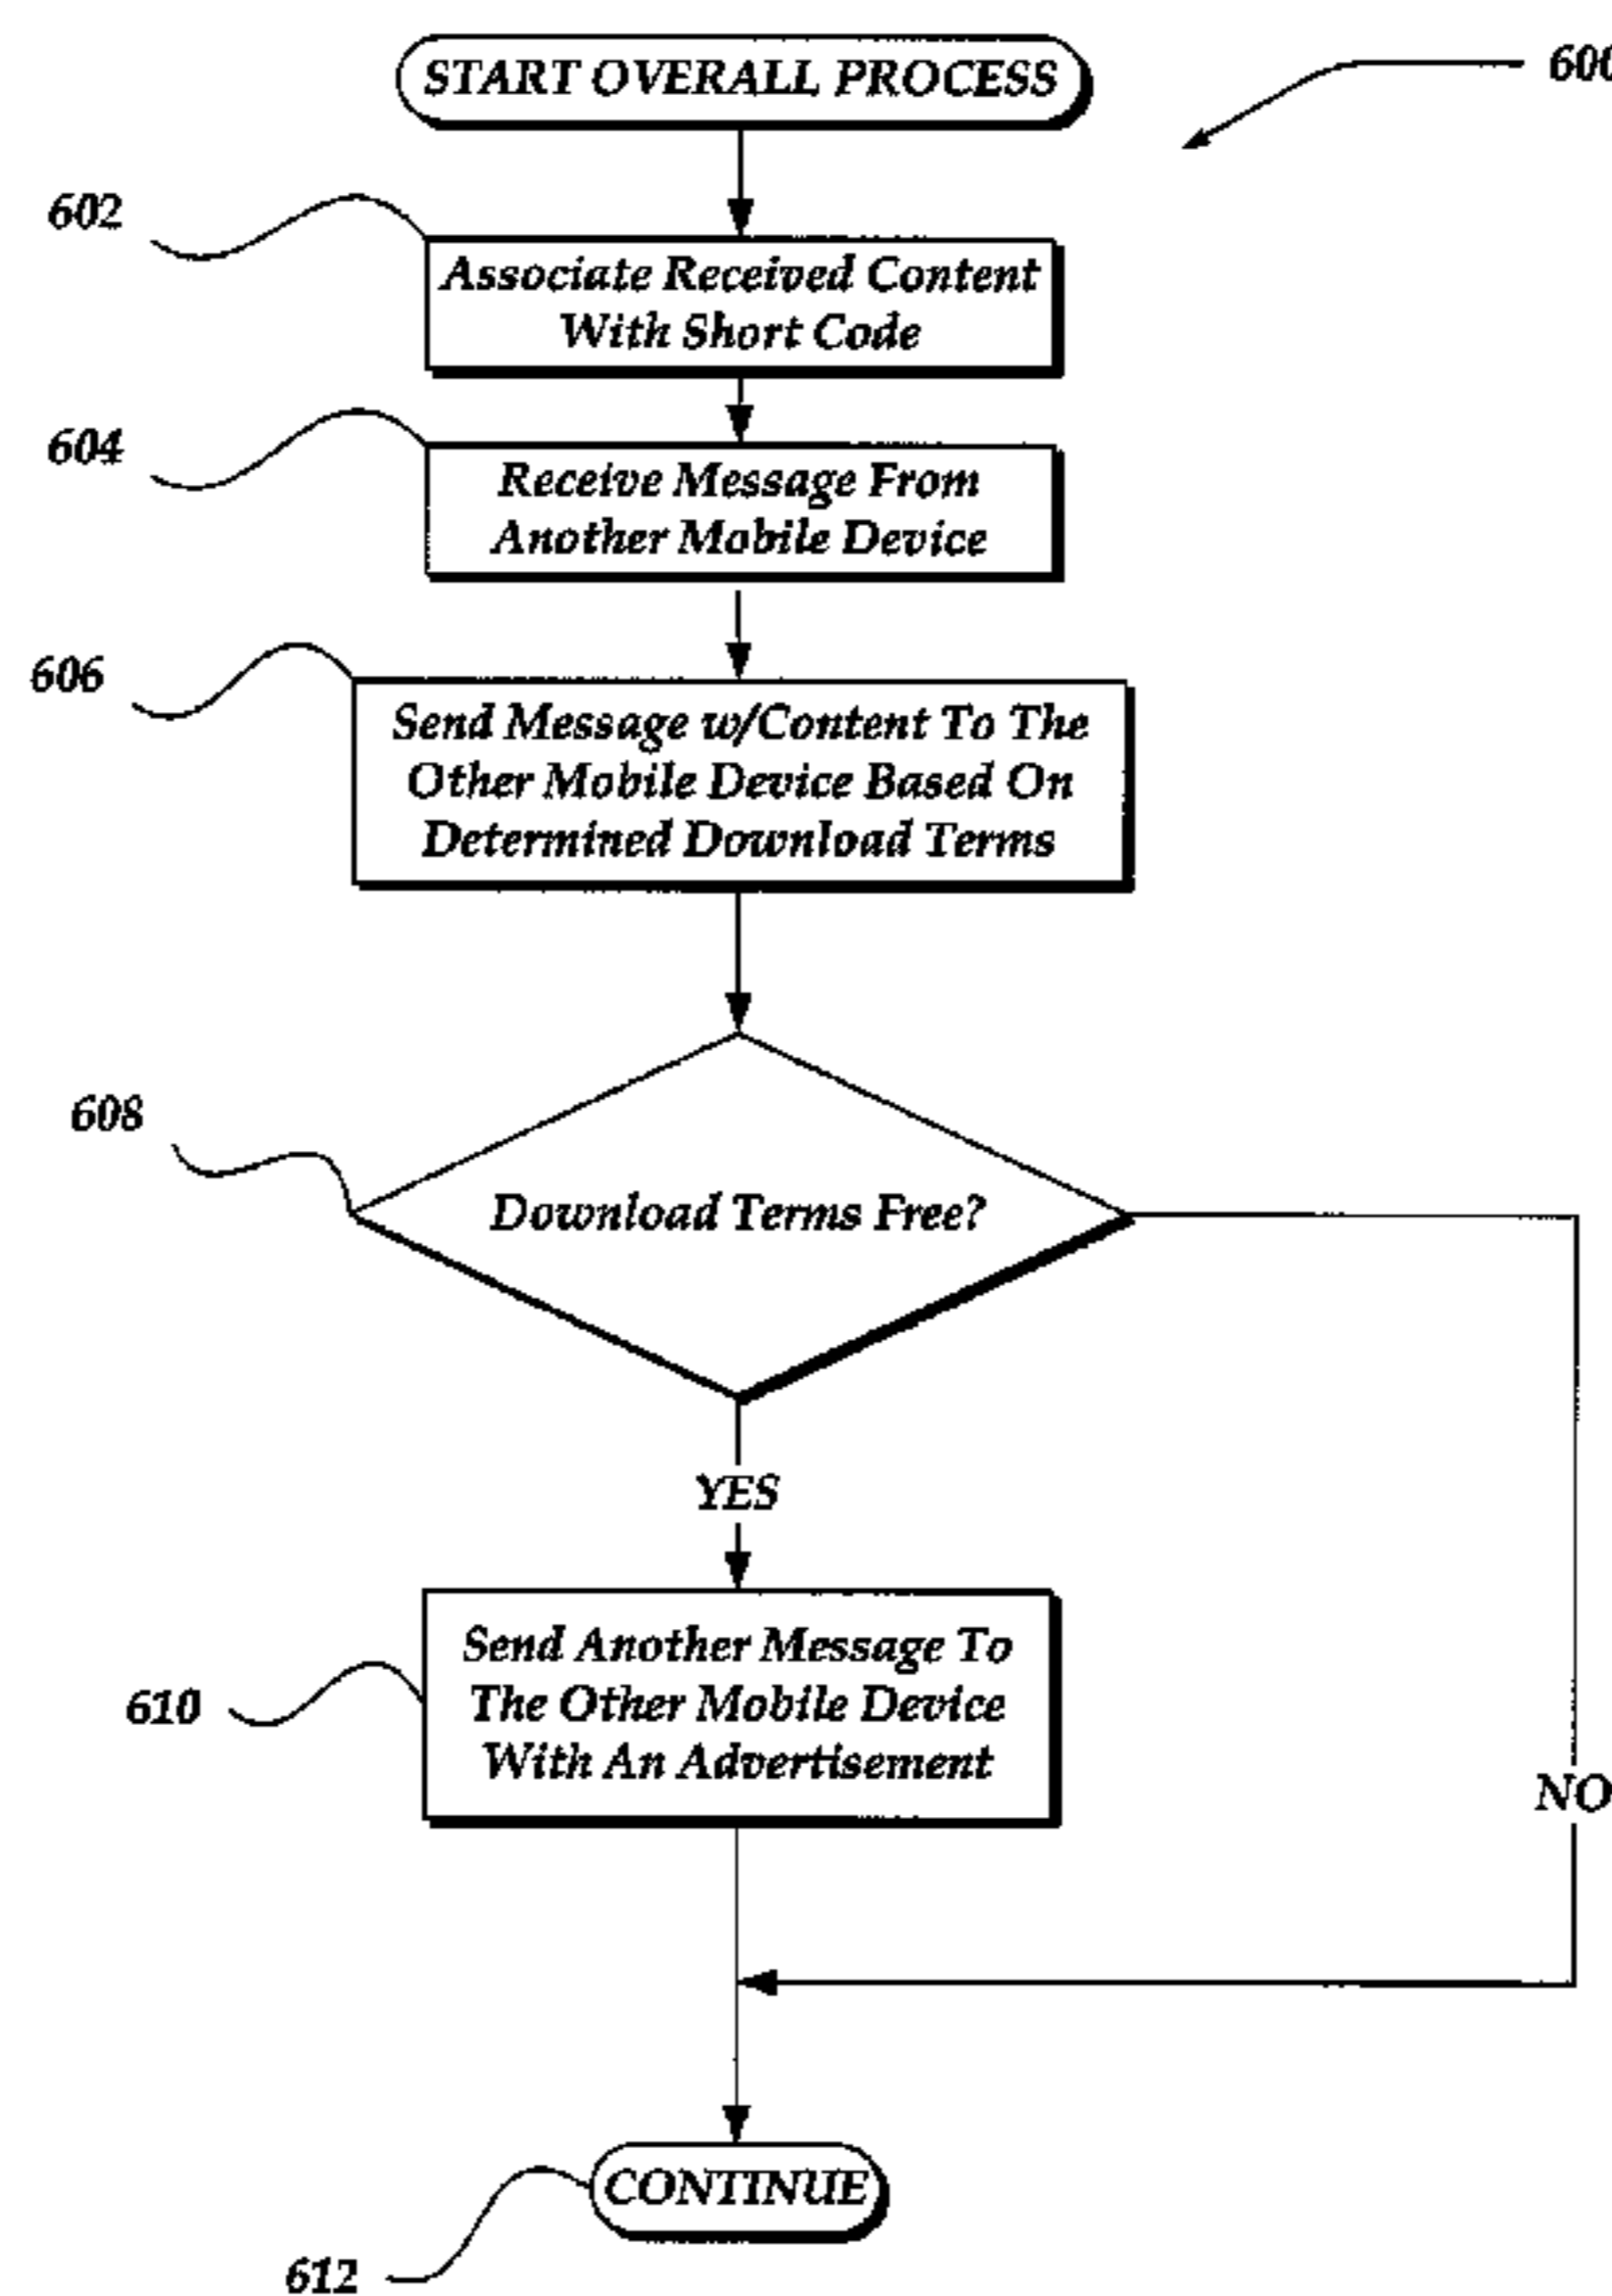 START OVERALL PROCESS
600
602
Associate Received Content
With Short Code
604
Receive Message From
Another Mobile Device
606
Send Message w/Content To The
Other Mobile Device Based On
Determined Download Terms
608
Download Terms Free?
YES
Send Another Message To
610
The Other Mobile Device
With An Advertisement
NO
CONTINUE
612